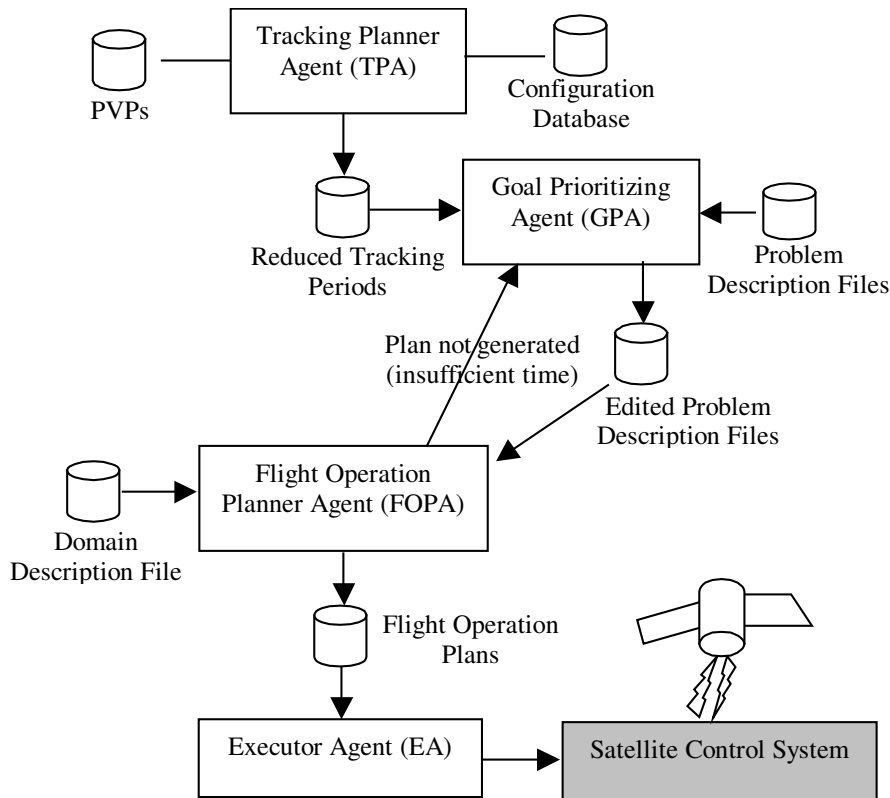 Tracking Planner
Agent (TPA)
PVPs
Configuration
Database
Goal Prioritizing
Agent (GPA)
Reduced Tracking
Periods
Problem
Description Files
Plan not generated
(insufficient time)
Edited Problem
Description Files
Flight Operation
Planner Agent (FOPA)
Domain
Description File
Flight Operation
Plans
Executor Agent (EA)
Satellite Control System